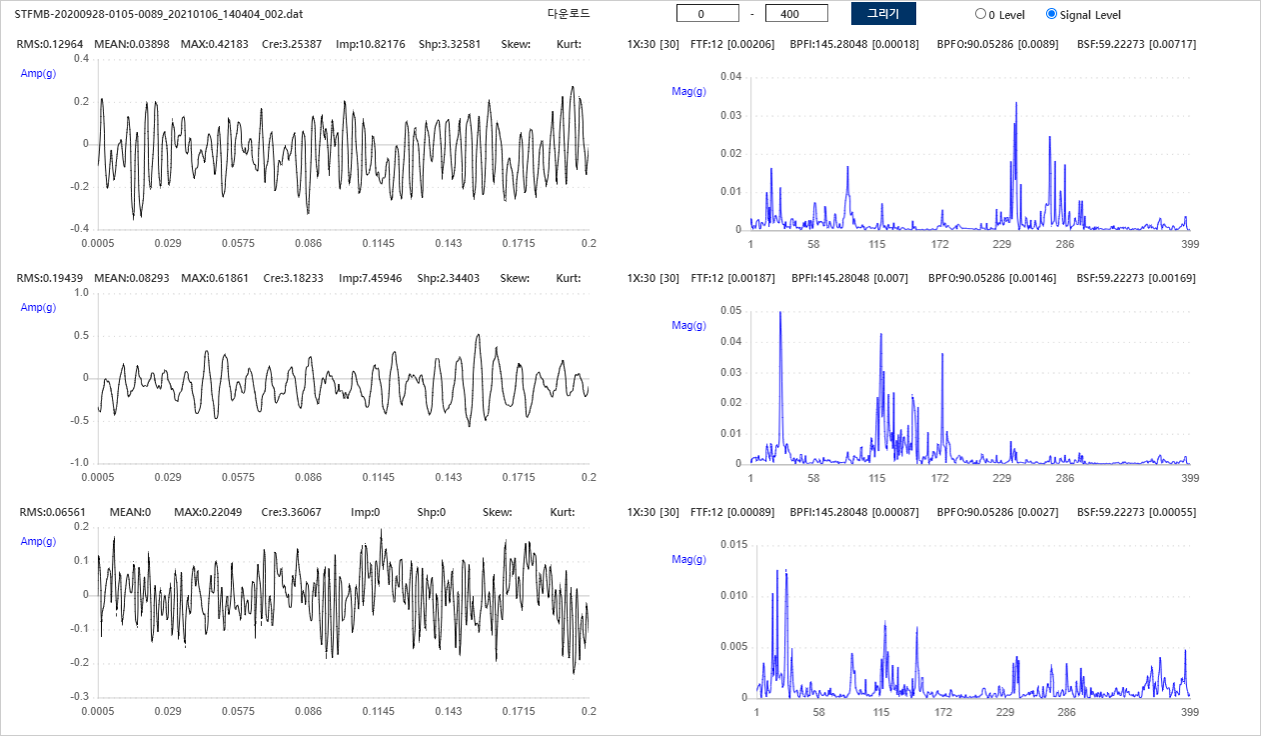 STFMB-20200928-0105-0089_20210106_140404_002.dat 다운로드 0 - 400 그리기 0 Level Signal Level
RMS:0.12964 MEAN:0.03898 MAX:0.42183 Cre:3.25387 Imp:10.82176 Shp:3.32581 Skew: Kurt:
1X:30 [30] FTF:12 [0.00206] BPFI:145.28048 [0.00018] BPFO:90.05286 [0.0089] BSF:59.22273 [0.00717]
Amp(g)
0.4
0.2
0
-0.2
-0.4
0.0005 0.029 0.0575 0.086 0.1145 0.143 0.1715 0.2
Mag(g)
0.04
0.03
0.02
0.01
0
1 58 115 172 229 286 399
RMS:0.19439 MEAN:0.08293 MAX:0.61861 Cre:3.18233 Imp:7.45946 Shp:2.34403 Skew: Kurt:
1X:30 [30] FTF:12 [0.00187] BPFI:145.28048 [0.007] BPFO:90.05286 [0.00146] BSF:59.22273 [0.00169]
Amp(g)
1.0
0.5
0
-0.5
-1.0
0.0005 0.029 0.0575 0.086 0.1145 0.143 0.1715 0.2
Mag(g)
0.05
0.04
0.03
0.02
0.01
0
1 58 115 172 229 286 399
RMS:0.06561 MEAN:0 MAX:0.22049 Cre:3.36067 Imp:0 Shp:0 Skew: Kurt:
1X:30 [30] FTF:12 [0.00089] BPFI:145.28048 [0.00087] BPFO:90.05286 [0.0027] BSF:59.22273 [0.00055]
Amp(g)
0.2
0.1
0
-0.1
-0.2
-0.3
0.0005 0.029 0.0575 0.086 0.1145 0.143 0.1715 0.2
Mag(g)
0.015
0.010
0.005
0
1 58 115 172 229 286 399